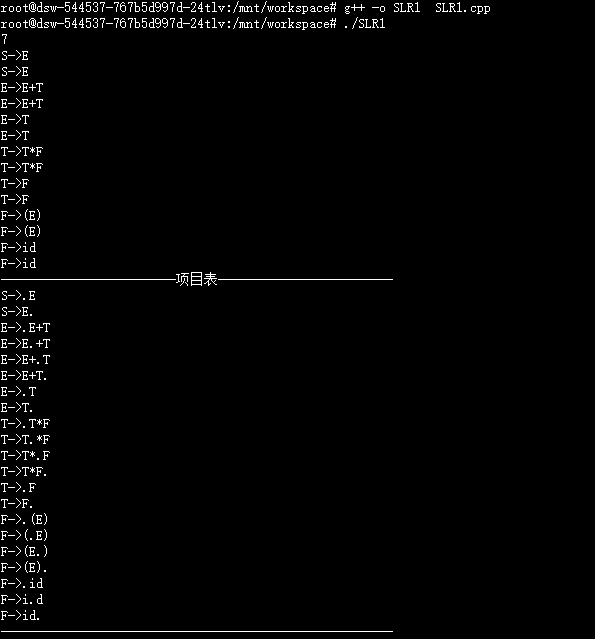 root@dsw-544537-767b5d997d-24tlv:/mnt/workspace# g++ -o SLR1  SLR1.cpp
root@dsw-544537-767b5d997d-24tlv:/mnt/workspace# ./SLR1
7
S->E
S->E
E->E+T
E->E+T
E->T
E->T
T->T*F
T->T*F
T->F
T->F
F->(E)
F->(E)
F->id
F->id
————————————项目表————————————
S->.E
S->E.
E->.E+T
E->E.+T
E->E+.T
E->E+T.
E->.T
E->T.
T->.T*F
T->T.*F
T->T*.F
T->T*F.
T->.F
T->F.
F->.(E)
F->(.E)
F->(E.)
F->(E).
F->.id
F->i.d
F->id.